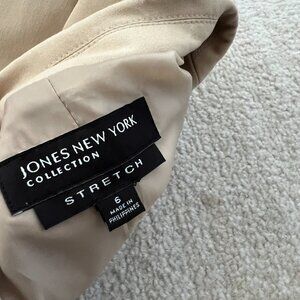 JONES NEW YORK
COLLECTION
STRETCH
6
MADE IN
PHILIPPINES